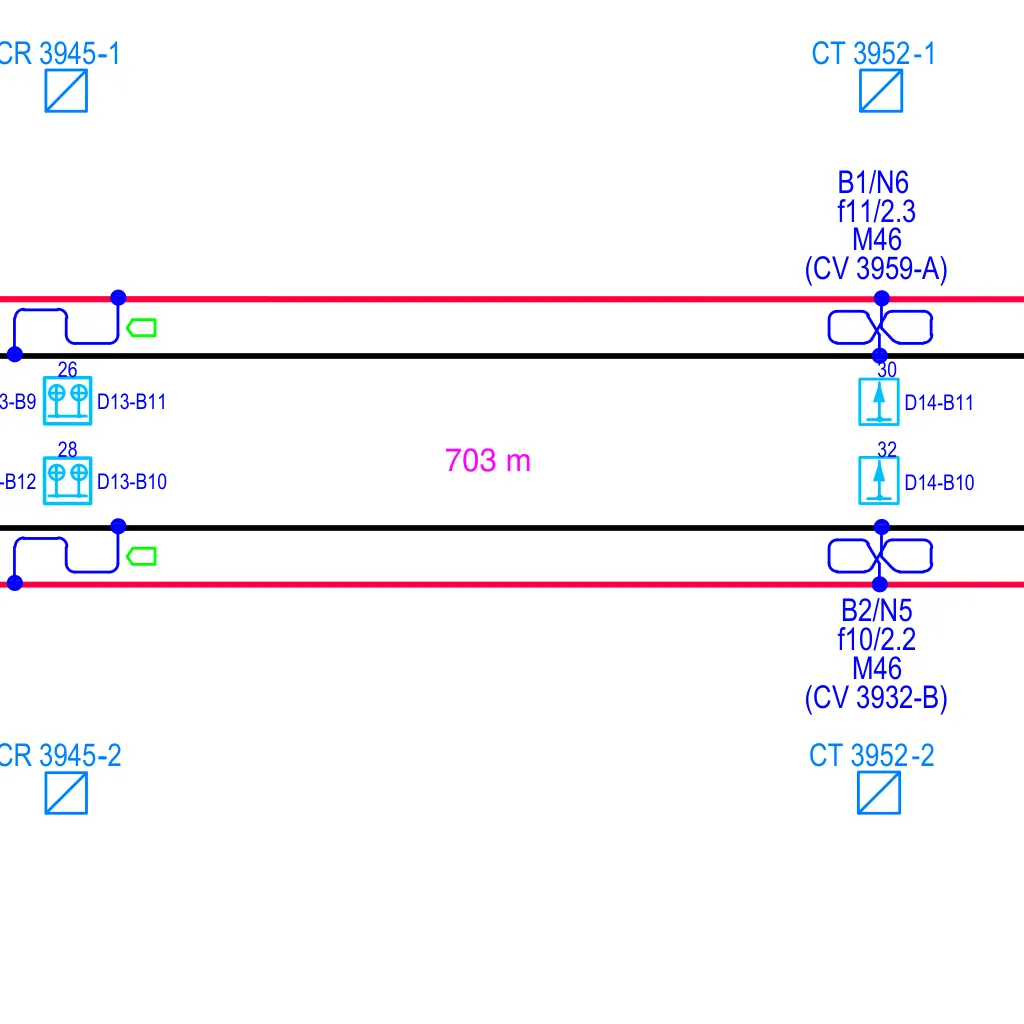 CR 3945-1
CT 3952-1
B1/N6
f11/2.3
M46
(CV 3959-A)
26
30
3-B9
D13-B11
D14-B11
28
32
703 m
-B12
D13-B10
D14-B10
B2/N5
f10/2.2
M46
(CV 3932-B)
CR 3945-2
CT 3952-2